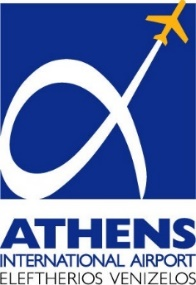 ATHENS
INTERNATIONAL AIRPORT
ELEFTHERIOS VENIZELOS